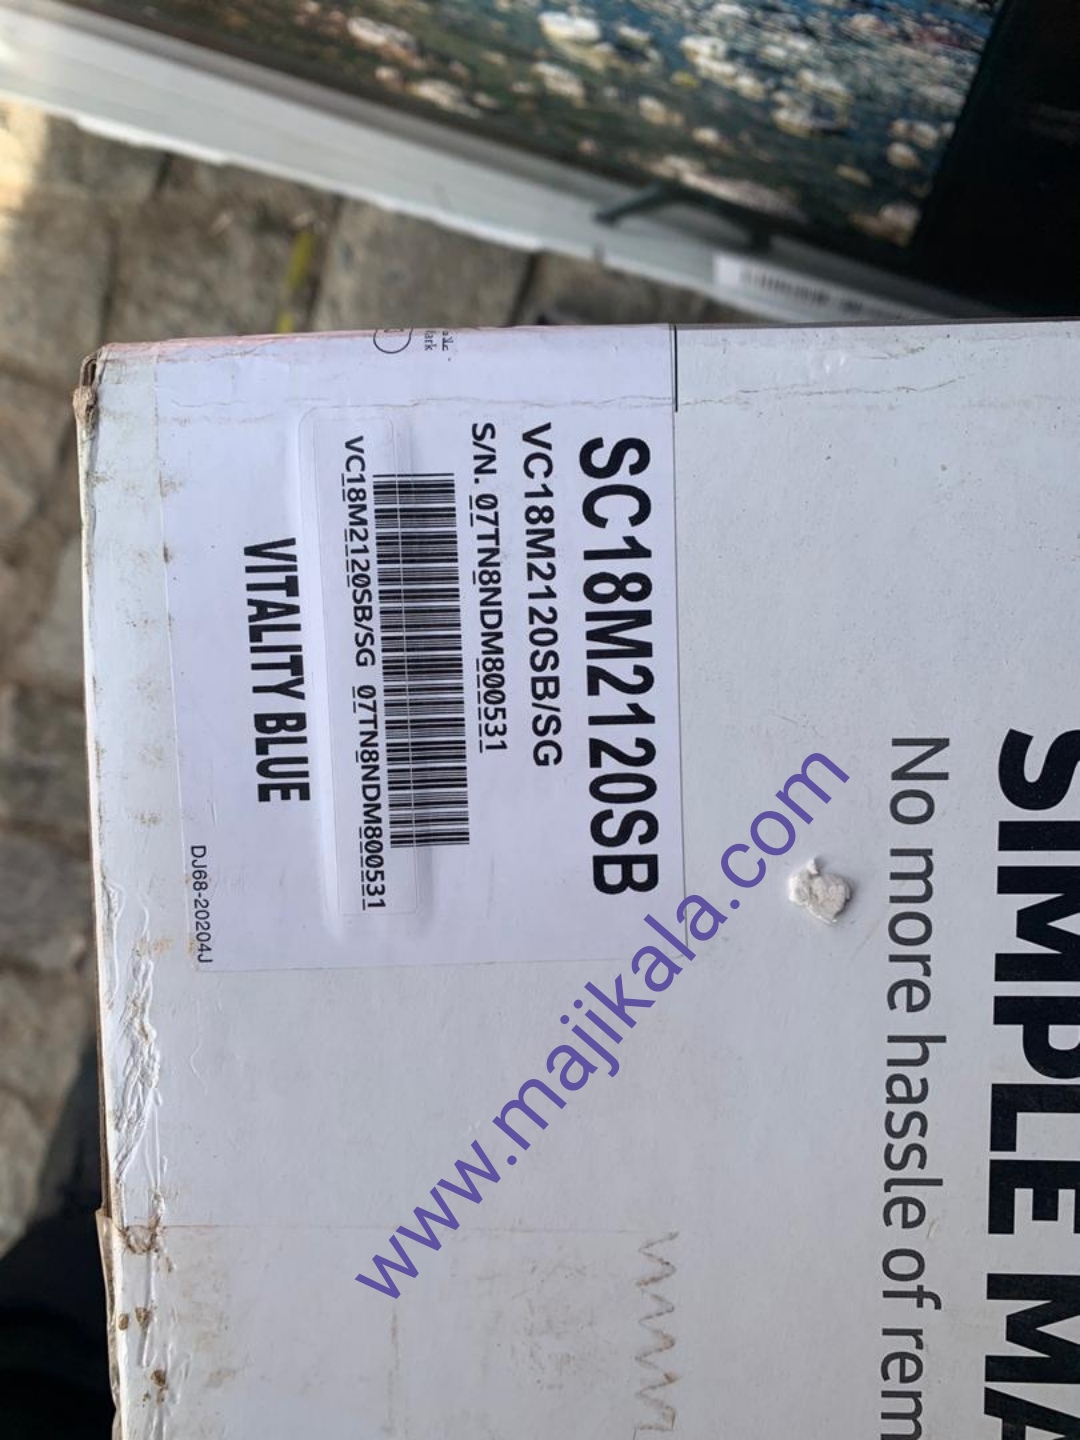 SC18M2120SB
VC18M2120SB/SG
S/N. 07TN8NDM800531
VC18M2120SB/SG 07TN8NDM800531
VITALITY BLUE
DJ68-20204J
SIMPLE MA
No more hassle of rem
www.majikala.com